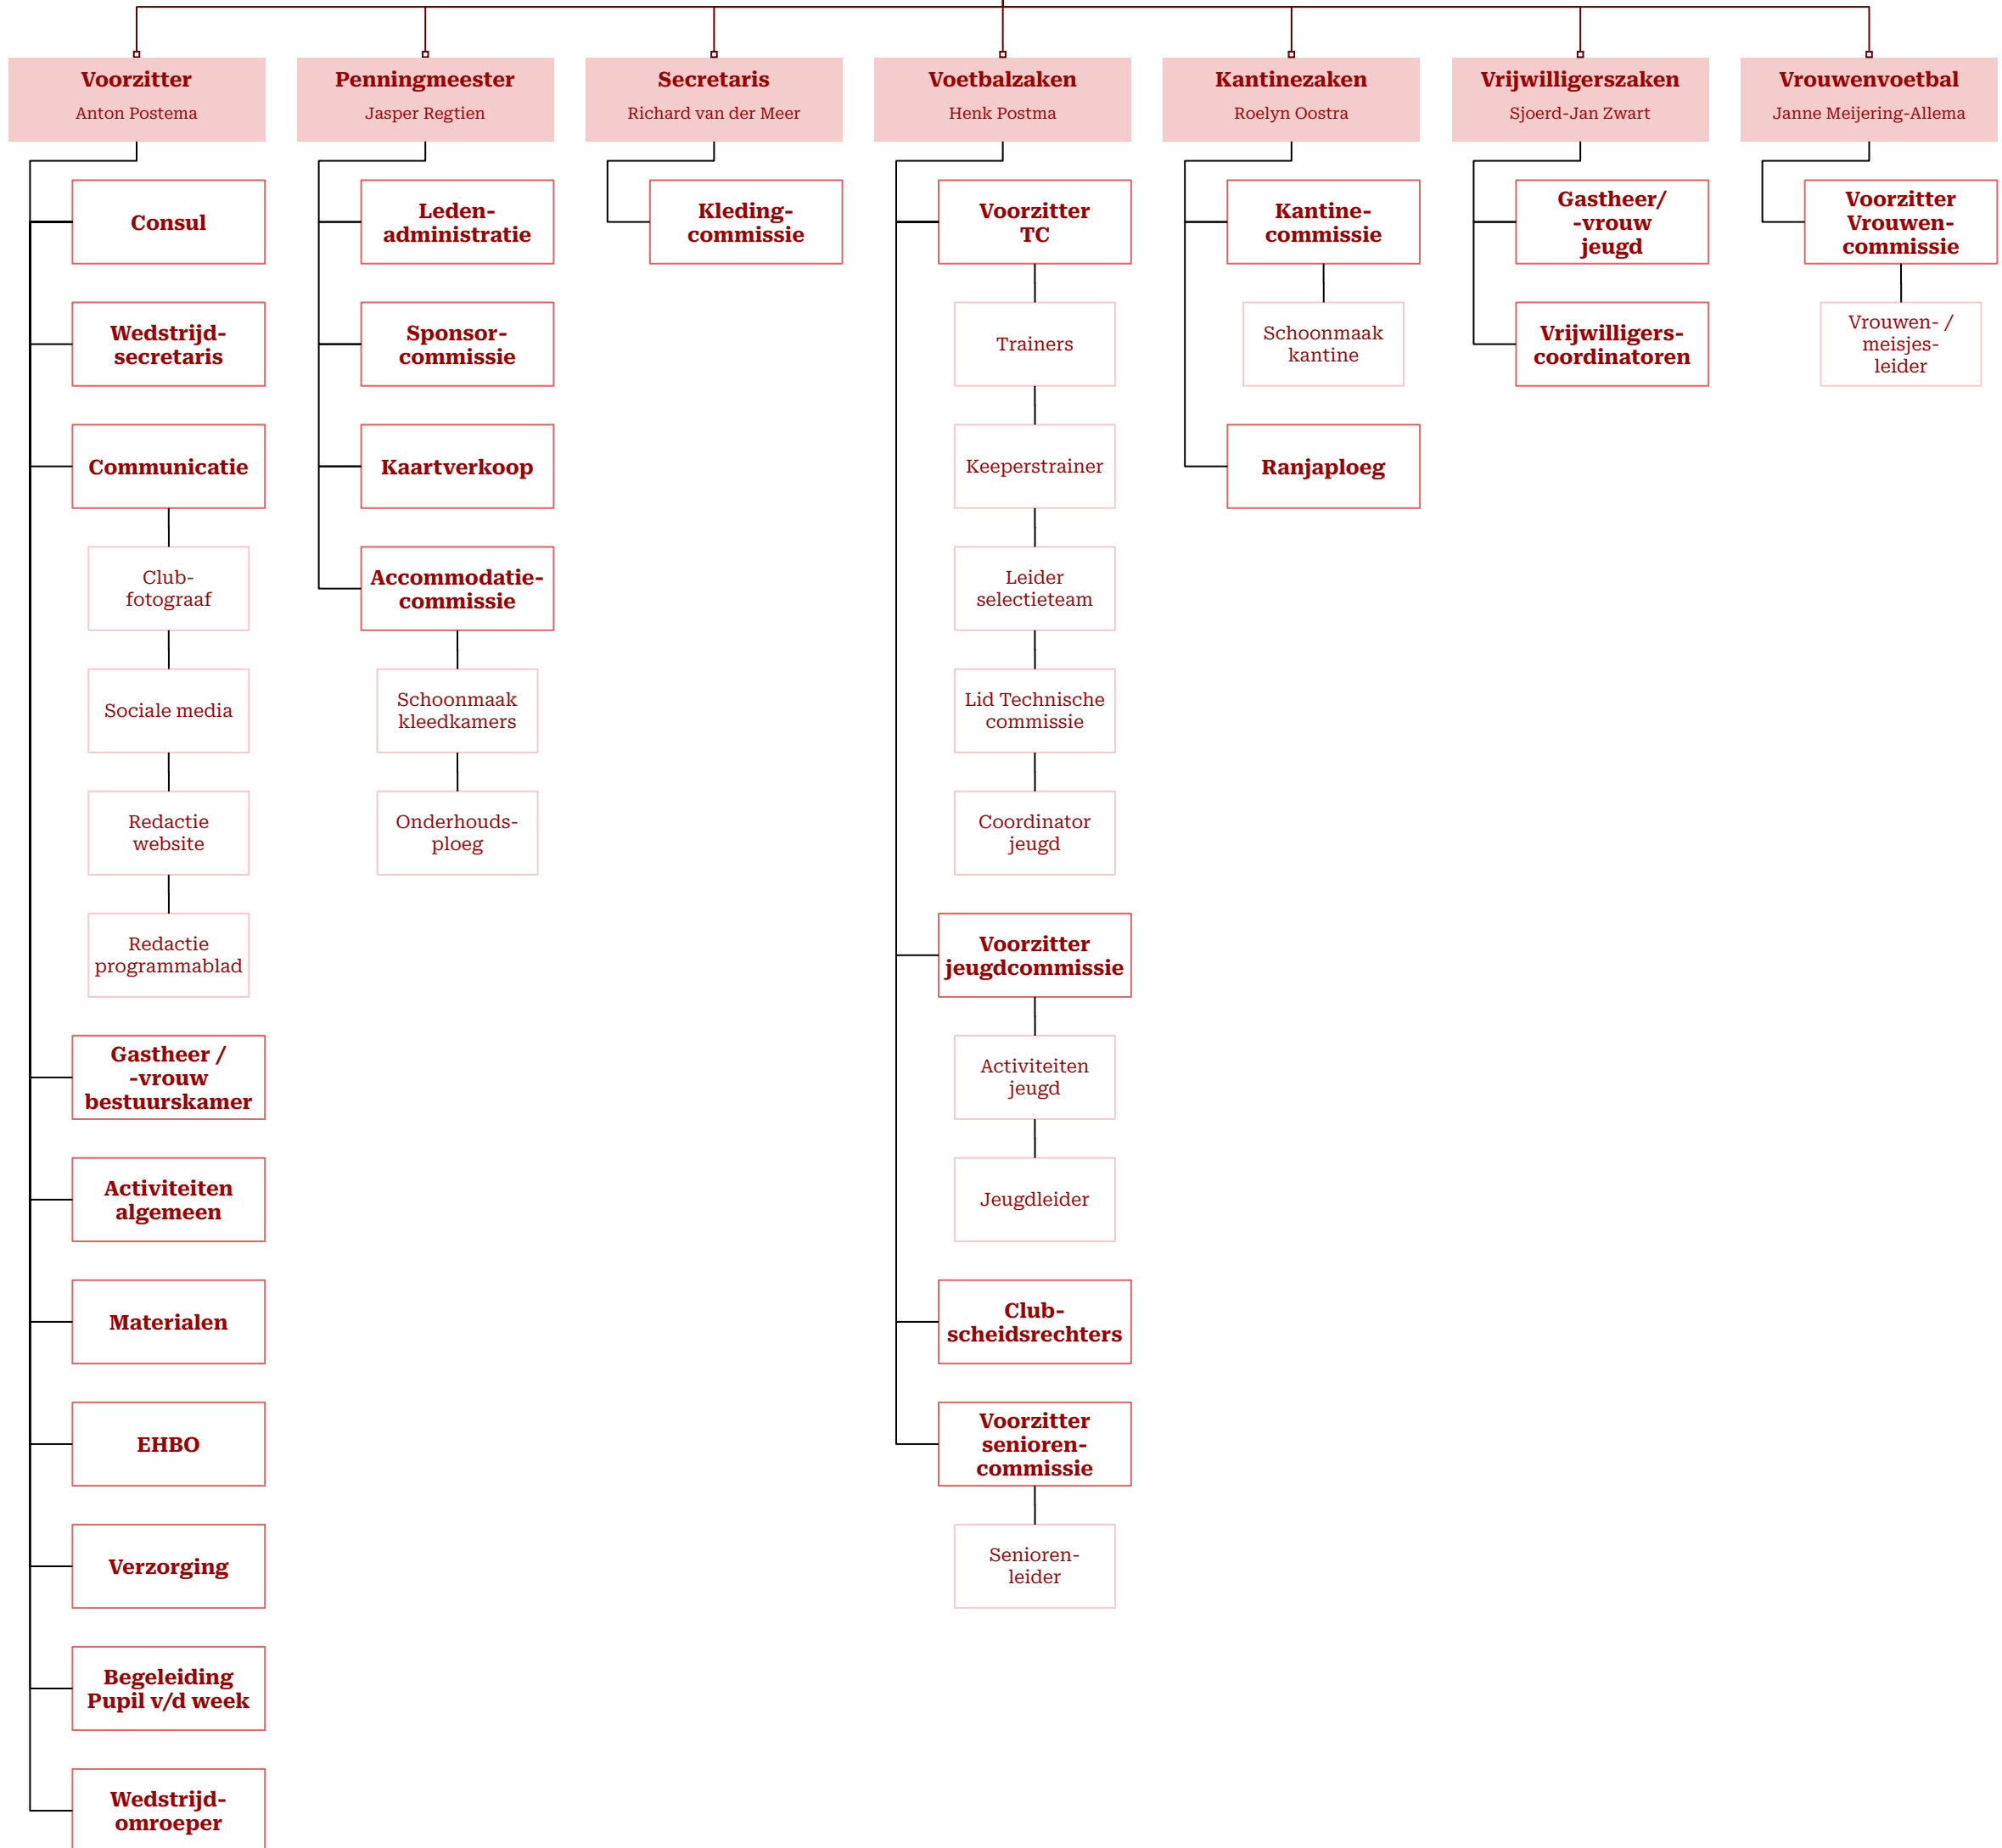 Voorzitter
Anton Postema
Penningmeester
Jasper Regtien
Secretaris
Richard van der Meer
Voetbalzaken
Henk Postma
Kantinezaken
Roelyn Oostra
Vrijwilligerszaken
Sjoerd-Jan Zwart
Vrouwenvoetbal
Janne Meijering-Allema
Consul
Wedstrijd-
secretaris
Communicatie
Club-
fotograaf
Sociale media
Redactie
website
Redactie
programmablad
Gastheer /
-vrouw
bestuurskamer
Activiteiten
algemeen
Materialen
EHBO
Verzorging
Begeleiding
Pupil v/d week
Wedstrijd-
omroeper
Leden-
administratie
Sponsor-
commissie
Kaartverkoop
Accommodatie-
commissie
Schoonmaak
kleedkamers
Onderhouds-
ploeg
Kleding-
commissie
Voorzitter
TC
Trainers
Keeperstrainer
Leider
selectieteam
Lid Technische
commissie
Coordinator
jeugd
Voorzitter
jeugdcommissie
Activiteiten
jeugd
Jeugdleider
Club-
scheidsrechters
Voorzitter
senioren-
commissie
Senioren-
leider
Kantine-
commissie
Schoonmaak
kantine
Ranjaploeg
Gastheer/
-vrouw
jeugd
Vrijwilligers-
coordinatoren
Voorzitter
Vrouwen-
commissie
Vrouwen- /
meisjes-
leider